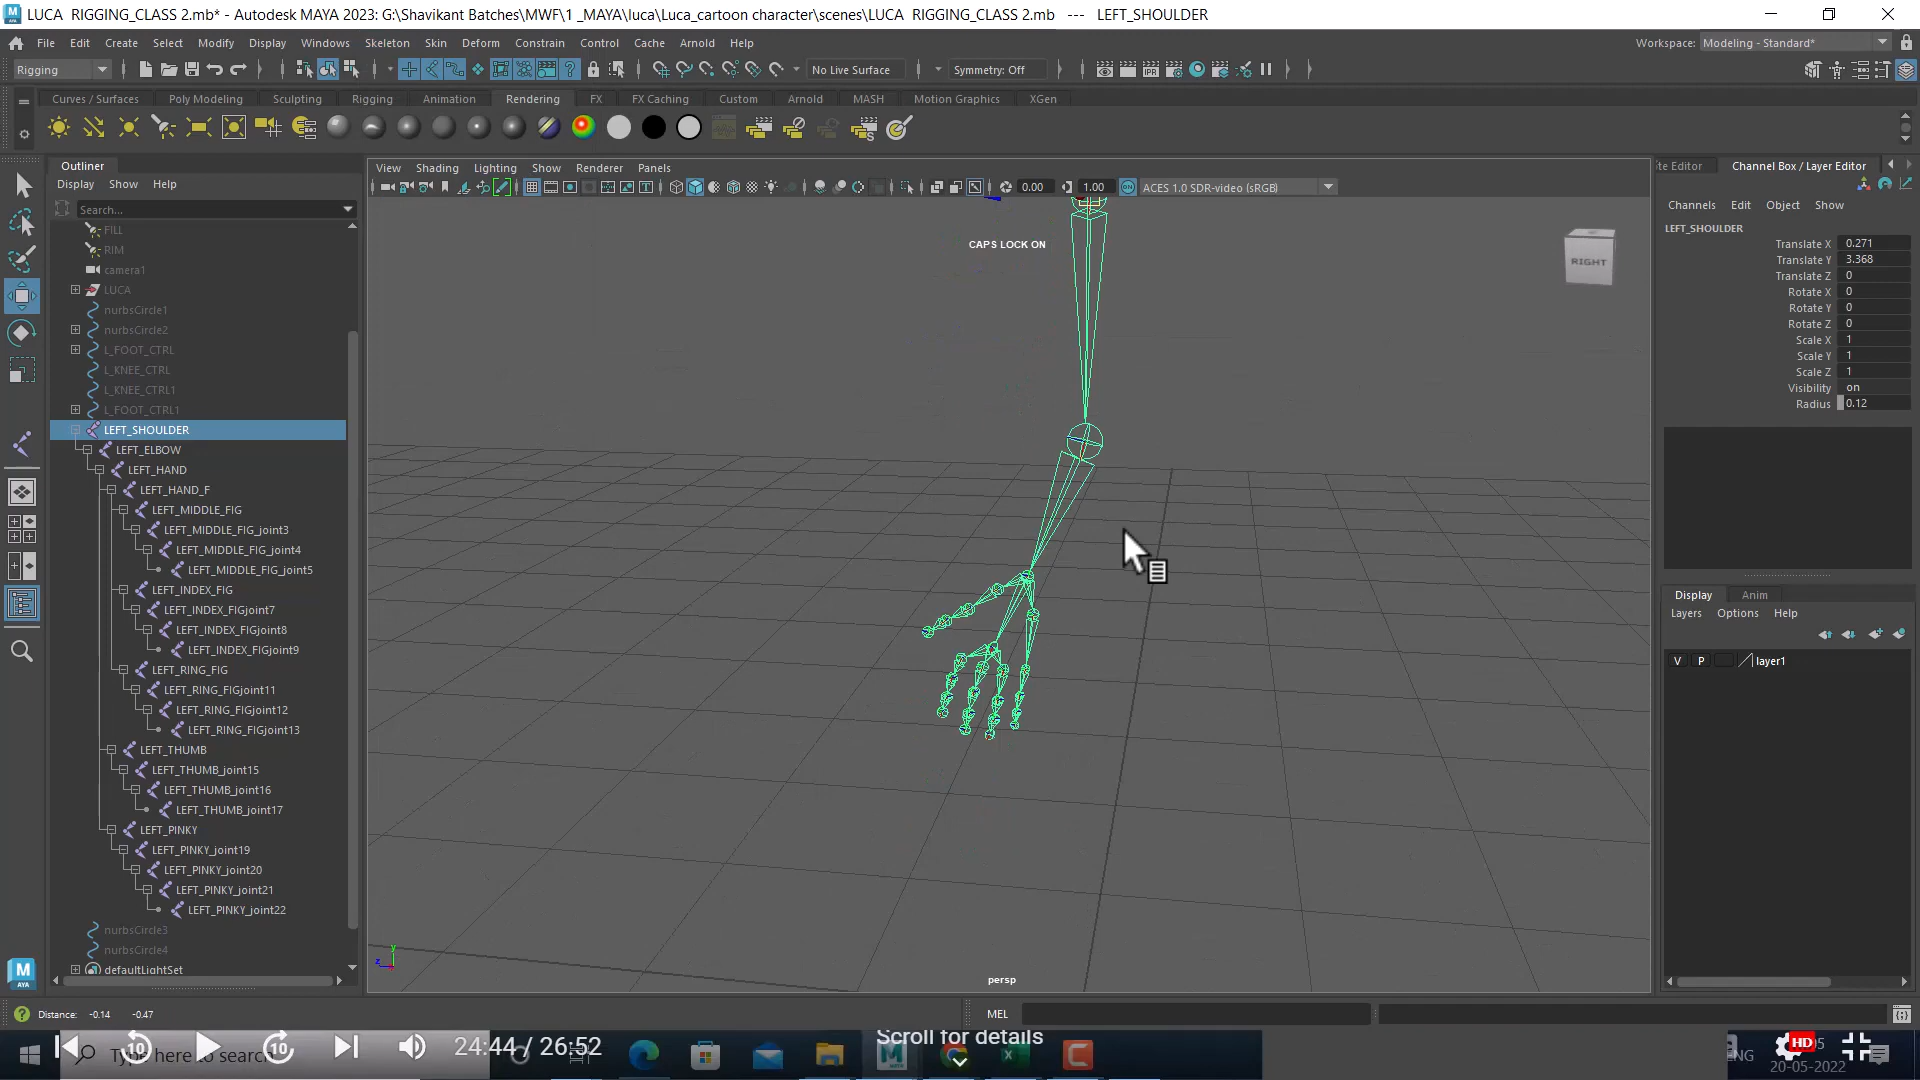 LUCA  RIGGING_CLASS 2.mb* - Autodesk MAYA 2023: G:\Shavikant Batches\MWF\1 _MAYA\luca\Luca_cartoon character\scenes\LUCA  RIGGING_CLASS 2.mb   ---   LEFT_SHOULDER
File Edit Create Select Modify Display Windows Skeleton Skin Deform Constrain Control Cache Arnold Help
Workspace: Modeling - Standard*
Rigging
No Live Surface
Symmetry: Off
Curves / Surfaces Poly Modeling Sculpting Rigging Animation Rendering FX FX Caching Custom Arnold MASH Motion Graphics XGen
Outliner
Display Show Help
Search...
FILL
RIM
camera1
LUCA
nurbsCircle1
nurbsCircle2
L_FOOT_CTRL
L_KNEE_CTRL
L_KNEE_CTRL1
L_FOOT_CTRL1
LEFT_SHOULDER
LEFT_ELBOW
LEFT_HAND
LEFT_HAND_F
LEFT_MIDDLE_FIG
LEFT_MIDDLE_FIG_joint3
LEFT_MIDDLE_FIG_joint4
LEFT_MIDDLE_FIG_joint5
LEFT_INDEX_FIG
LEFT_INDEX_FIGjoint7
LEFT_INDEX_FIGjoint8
LEFT_INDEX_FIGjoint9
LEFT_RING_FIG
LEFT_RING_FIGjoint11
LEFT_RING_FIGjoint12
LEFT_RING_FIGjoint13
LEFT_THUMB
LEFT_THUMB_joint15
LEFT_THUMB_joint16
LEFT_THUMB_joint17
LEFT_PINKY
LEFT_PINKY_joint19
LEFT_PINKY_joint20
LEFT_PINKY_joint21
LEFT_PINKY_joint22
nurbsCircle3
nurbsCircle4
defaultLightSet
View Shading Lighting Show Renderer Panels
0.00
1.00
ACES 1.0 SDR-video (sRGB)
CAPS LOCK ON
RIGHT
persp
te Editor
Channel Box / Layer Editor
Channels Edit Object Show
LEFT_SHOULDER
Translate X 0.271
Translate Y 3.368
Translate Z 0
Rotate X 0
Rotate Y 0
Rotate Z 0
Scale X 1
Scale Y 1
Scale Z 1
Visibility on
Radius 0.12
Display Anim
Layers Options Help
V P layer1
Distance: -0.14 -0.47
MEL
Type here to search
10
10
24:44 / 26:52
Scroll for details
HD
20-05-2022